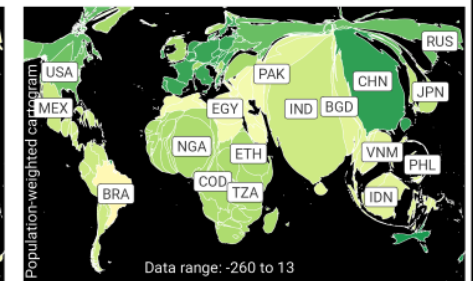 Population-weighted cartogram
RUS
USA
PAK
CHN
JPN
MEX
EGY
IND
BGD
NGA
ETH
VNM
PHL
COD
TZA
BRA
IDN
Data range: -260 to 13